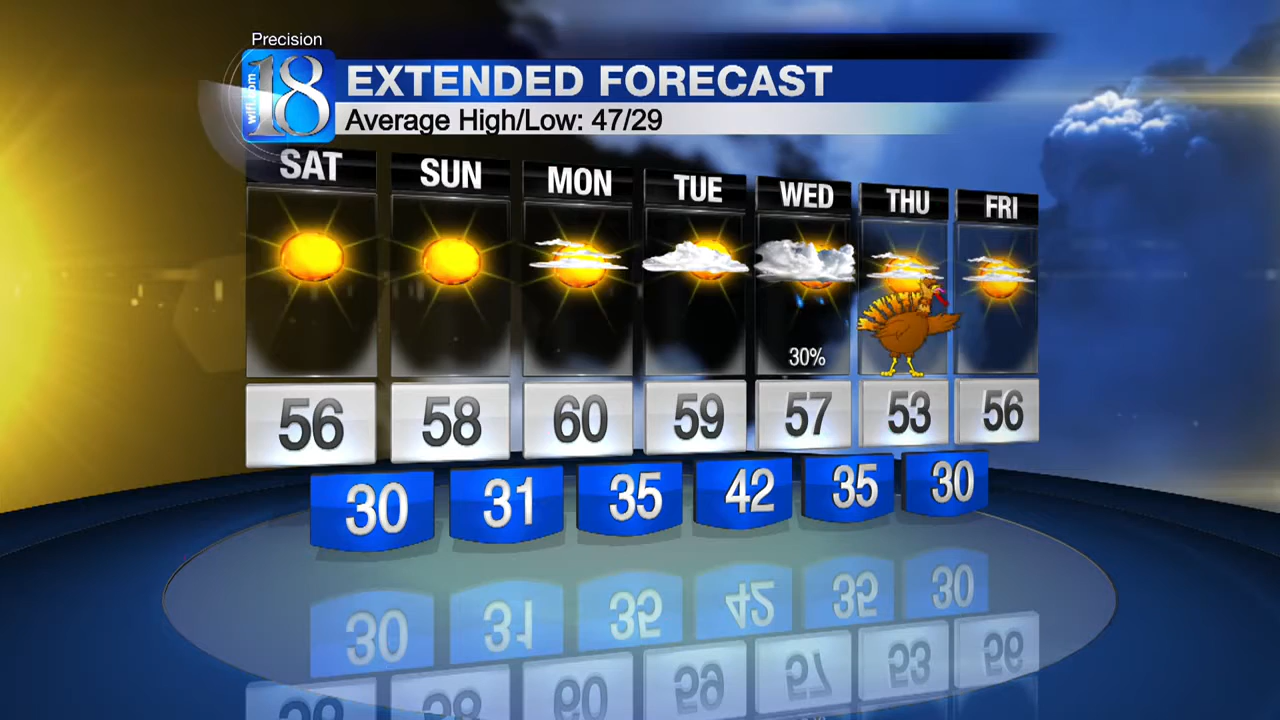 Precision
wlfi.com
18
EXTENDED FORECAST
Average High/Low: 47/29
SAT SUN MON TUE WED THU FRI
30%
56 58 60 59 57 53 56
30 31 35 42 35 30